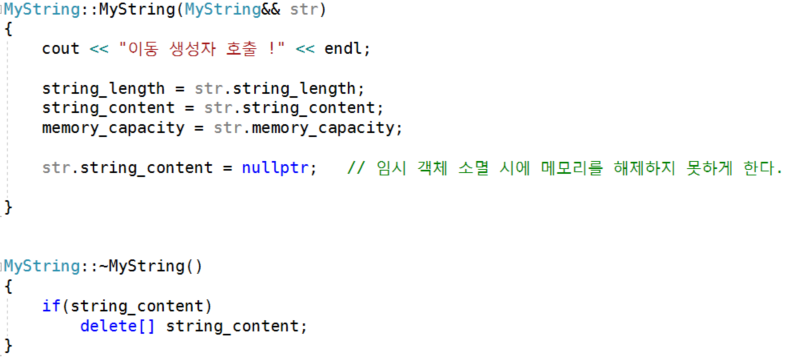 MyString::MyString(MyString&& str)
{
    cout << "이동 생성자 호출 !" << endl;
    string_length = str.string_length;
    string_content = str.string_content;
    memory_capacity = str.memory_capacity;
    str.string_content = nullptr;   // 임시 객체 소멸 시에 메모리를 해제하지 못하게 한다.
}
MyString::~MyString()
{
    if(string_content)
        delete[] string_content;
}